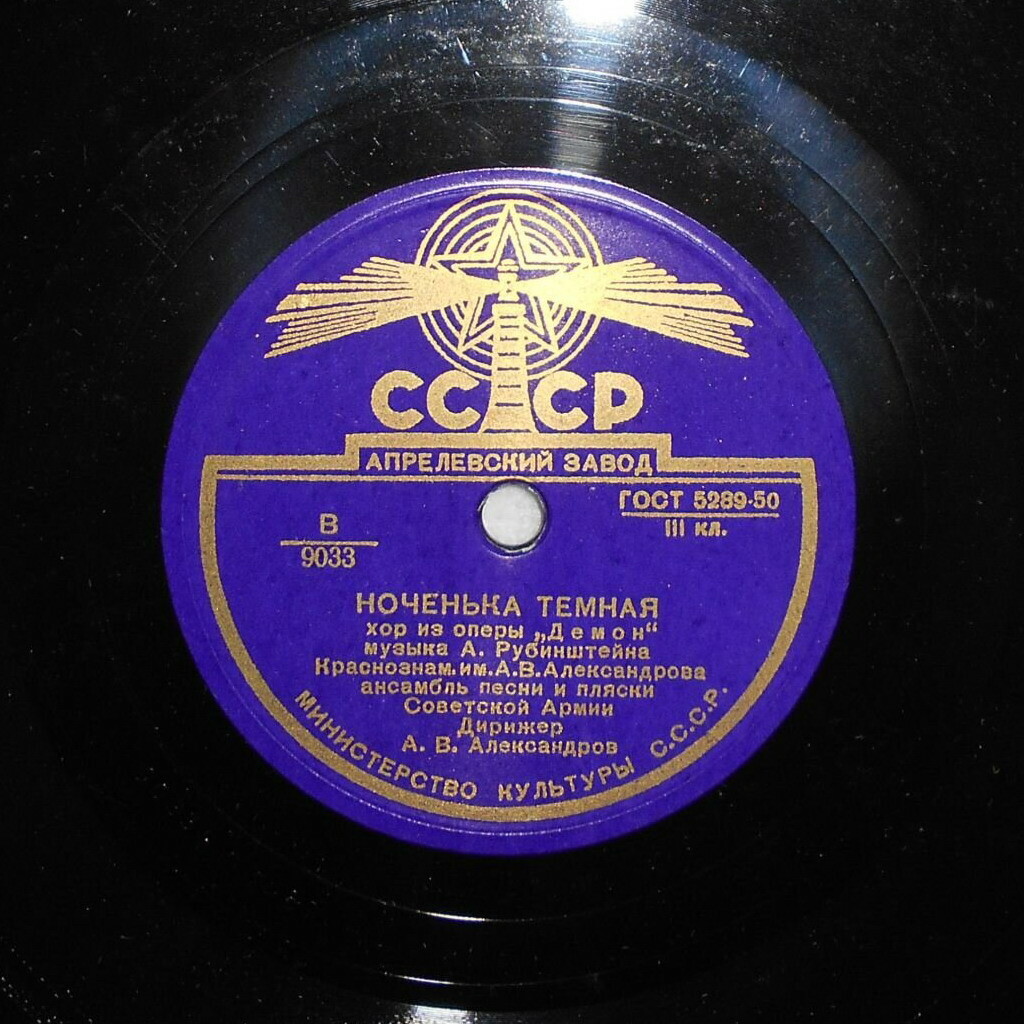 СССР
АПРЕЛЕВСКИЙ ЗАВОД
ГОСТ 5289-50
III кл.
В
9033
НОЧЕНЬКА ТЕМНАЯ
хор из оперы „Демон“
музыка А. Рубинштейна
Краснознам.им.А.В.Александрова
ансамбль песни и пляски
Советской Армии
Дирижер
А. В. Александров
МИНИСТЕРСТВО КУЛЬТУРЫ С.С.С.Р.